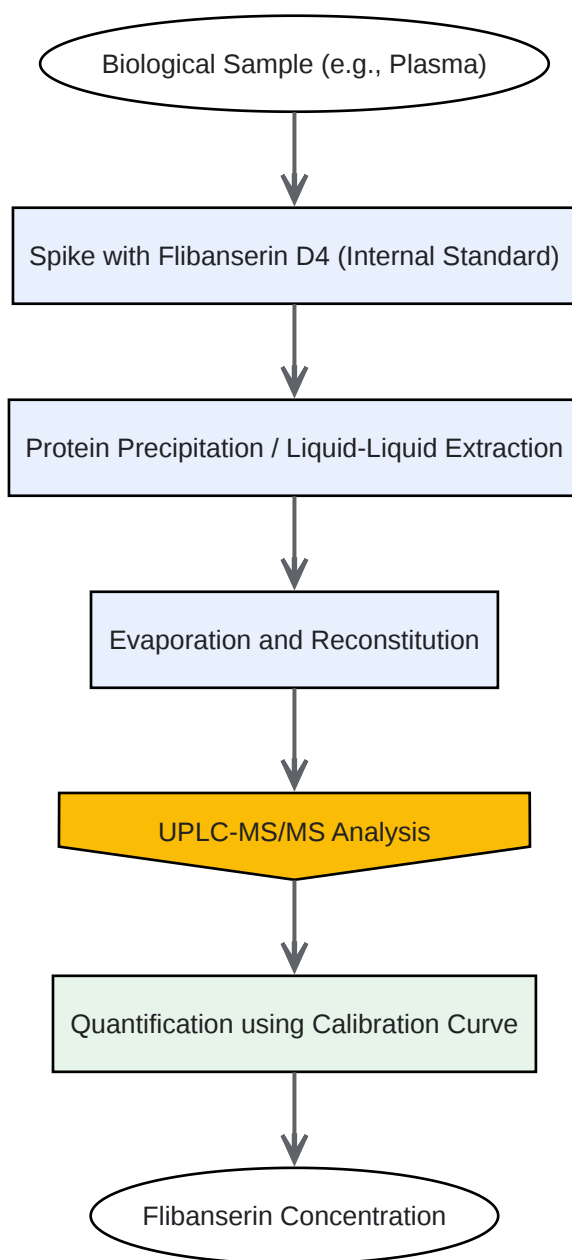 Biological Sample (e.g., Plasma)
Spike with Flibanserin D4 (Internal Standard)
Protein Precipitation / Liquid-Liquid Extraction
Evaporation and Reconstitution
UPLC-MS/MS Analysis
Quantification using Calibration Curve
Flibanserin Concentration